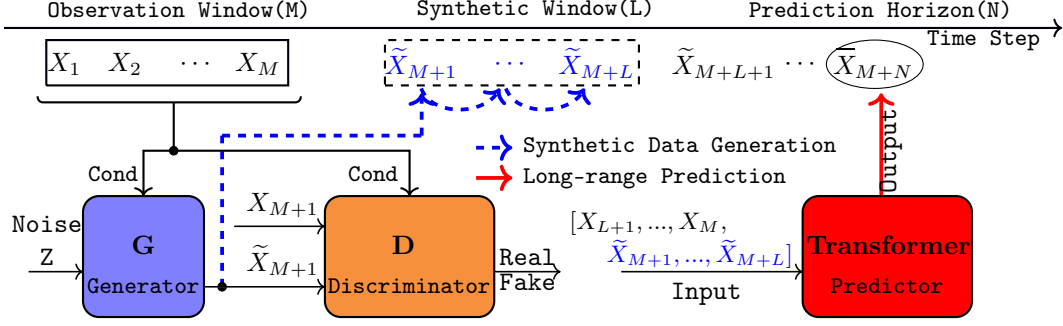 Observation Window(M)
Synthetic Window(L)
Prediction Horizon(N)
Time Step
X_1 X_2 ⋯ X_M
X̃_{M+1} ⋯ X̃_{M+L}
X̃_{M+L+1} ⋯ X̅_{M+N}
Synthetic Data Generation
Long-range Prediction
Output
Cond
Cond
Noise
Z
G
Generator
X_{M+1}
X̃_{M+1}
D
Discriminator
Real
Fake
[X_{L+1}, ..., X_M,
X̃_{M+1}, ..., X̃_{M+L}]
Input
Transformer
Predictor